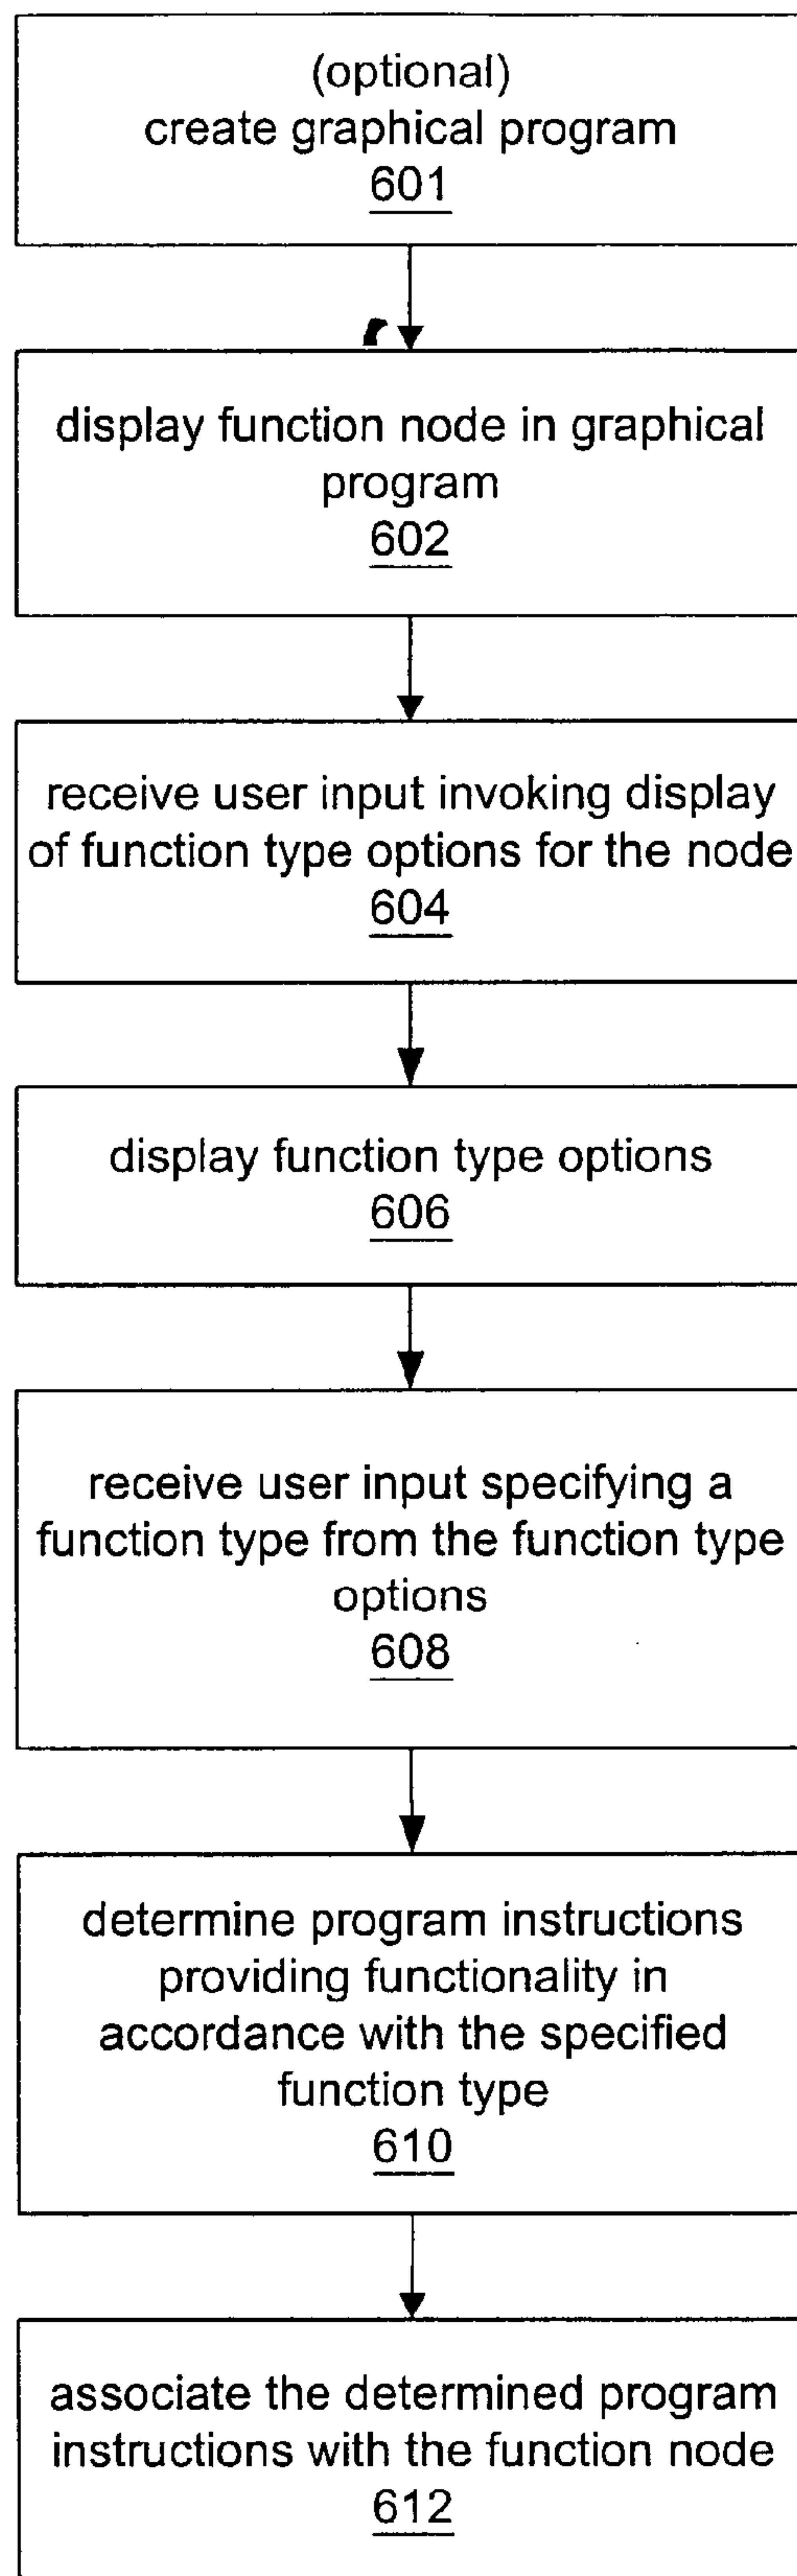 (optional)
create graphical program
601
display function node in graphical
program
602
receive user input invoking display
of function type options for the node
604
display function type options
606
receive user input specifying a
function type from the function type
options
608
determine program instructions
providing functionality in
accordance with the specified
function type
610
associate the determined program
instructions with the function node
612